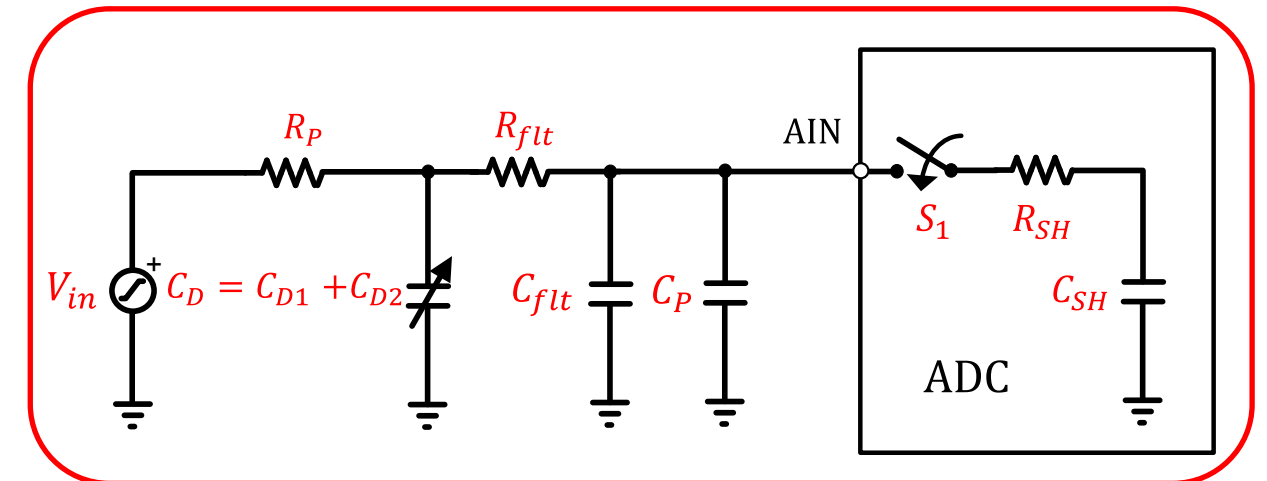 R_P
R_flt
AIN
S_1
R_SH
V_in
+
C_D = C_D1 + C_D2
C_flt
C_P
C_SH
ADC